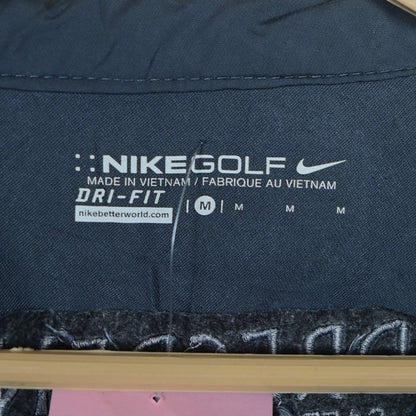 NIKEGOLF
MADE IN VIETNAM / FABRIQUE AU VIETNAM
DRI-FIT
nikebetterworld.com | M | M M M